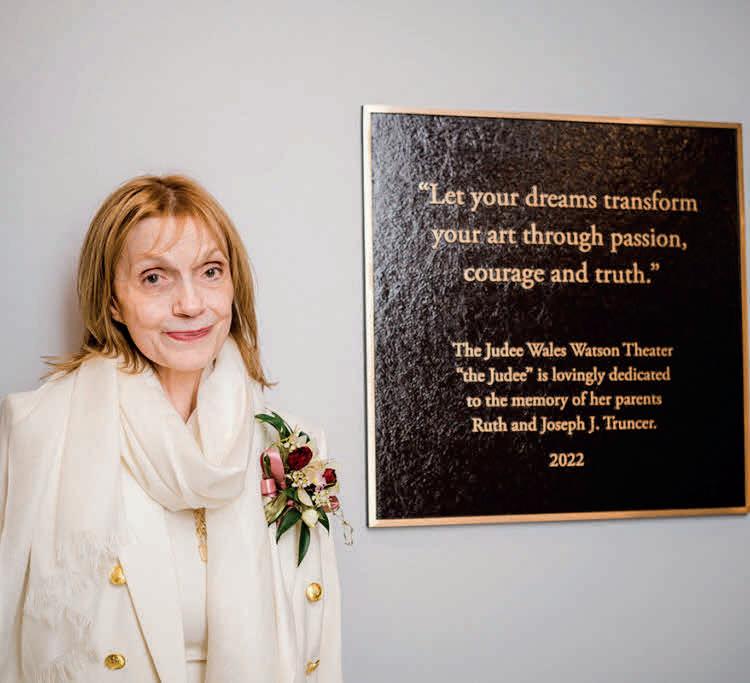 “Let your dreams transform
your art through passion,
courage and truth.”
The Judee Wales Watson Theater
“the Judee” is lovingly dedicated
to the memory of her parents
Ruth and Joseph J. Truncer.
2022